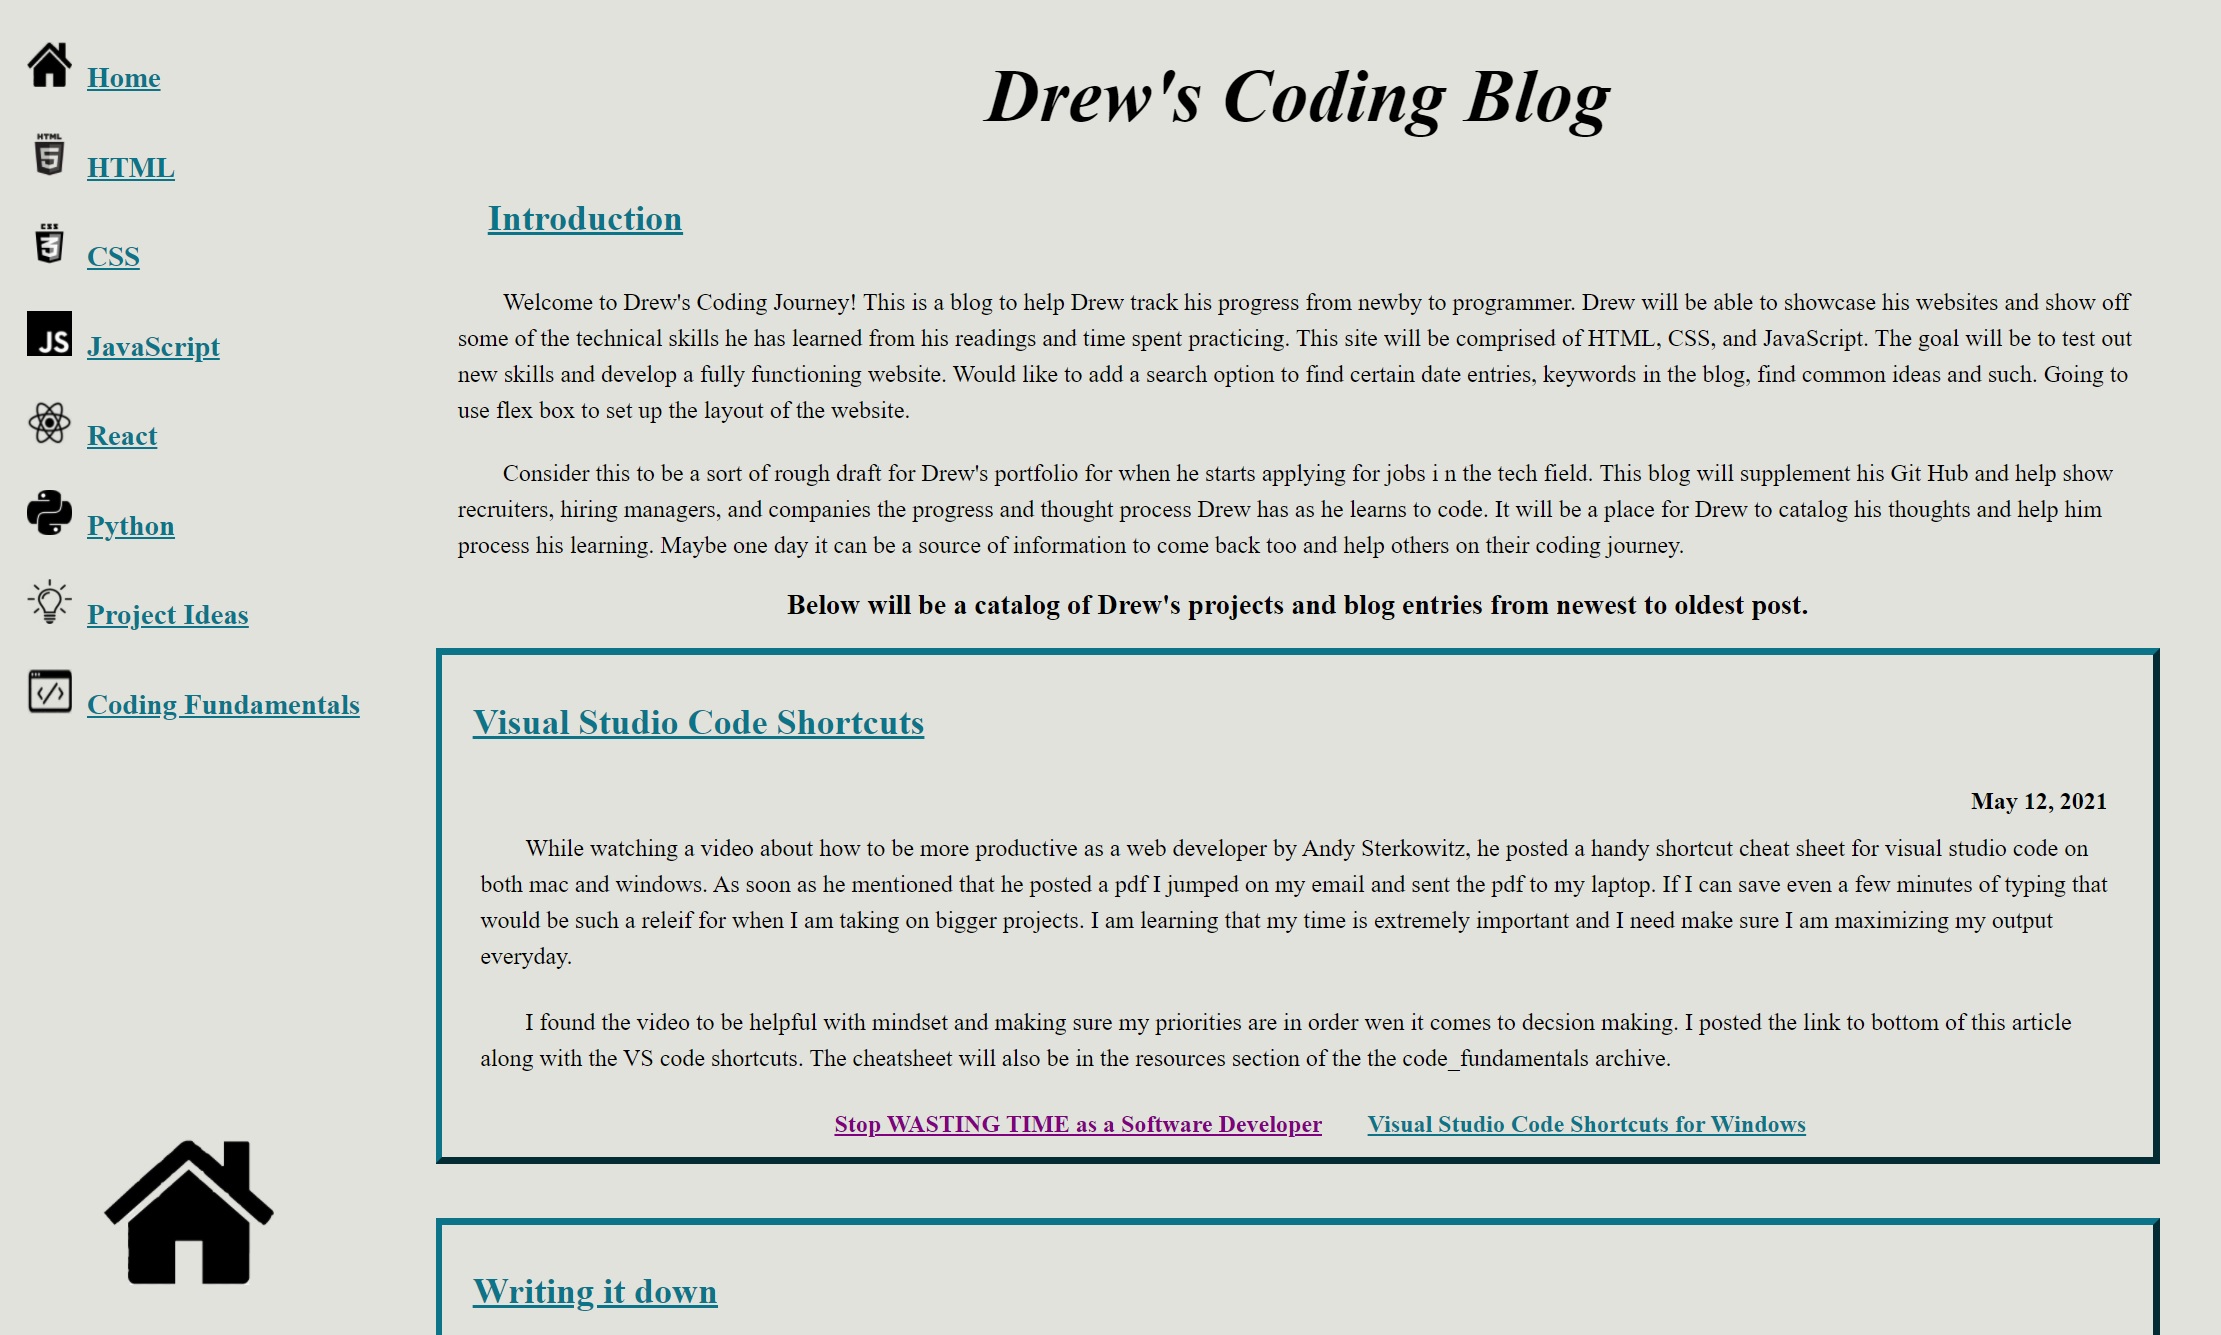 Home
HTML
HTML
5
CSS
CSS
3
JS
JavaScript
React
Python
Project Ideas
</>
Coding Fundamentals
Drew's Coding Blog
Introduction
Welcome to Drew's Coding Journey! This is a blog to help Drew track his progress from newby to programmer. Drew will be able to showcase his websites and show off
some of the technical skills he has learned from his readings and time spent practicing. This site will be comprised of HTML, CSS, and JavaScript. The goal will be to test out
new skills and develop a fully functioning website. Would like to add a search option to find certain date entries, keywords in the blog, find common ideas and such. Going to
use flex box to set up the layout of the website.
Consider this to be a sort of rough draft for Drew's portfolio for when he starts applying for jobs i n the tech field. This blog will supplement his Git Hub and help show
recruiters, hiring managers, and companies the progress and thought process Drew has as he learns to code. It will be a place for Drew to catalog his thoughts and help him
process his learning. Maybe one day it can be a source of information to come back too and help others on their coding journey.
Below will be a catalog of Drew's projects and blog entries from newest to oldest post.
Visual Studio Code Shortcuts
May 12, 2021
While watching a video about how to be more productive as a web developer by Andy Sterkowitz, he posted a handy shortcut cheat sheet for visual studio code on
both mac and windows. As soon as he mentioned that he posted a pdf I jumped on my email and sent the pdf to my laptop. If I can save even a few minutes of typing that
would be such a releif for when I am taking on bigger projects. I am learning that my time is extremely important and I need make sure I am maximizing my output
everyday.
I found the video to be helpful with mindset and making sure my priorities are in order wen it comes to decsion making. I posted the link to bottom of this article
along with the VS code shortcuts. The cheatsheet will also be in the resources section of the the code_fundamentals archive.
Stop WASTING TIME as a Software Developer Visual Studio Code Shortcuts for Windows
Writing it down